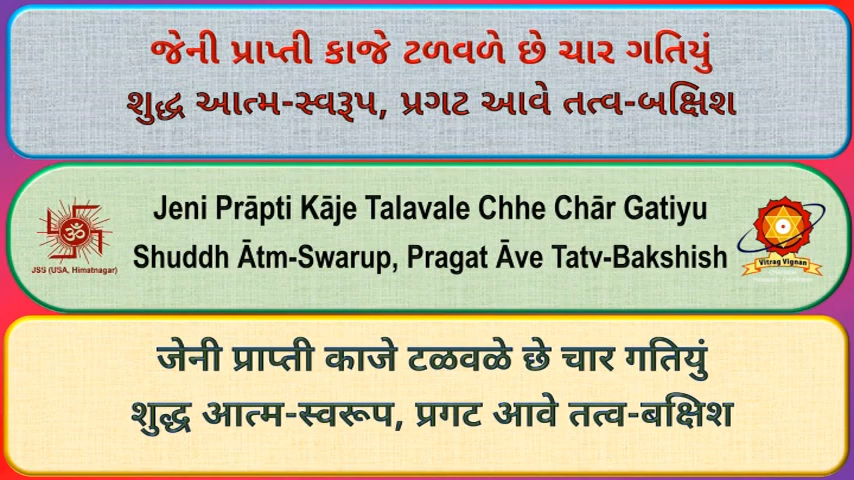 જેની પ્રાપ્તી કાજે ટળવળે છે ચાર ગતિયું
શુદ્ધ આત્મ-સ્વરૂપ, પ્રગટ આવે તત્વ-બક્ષિશ
Jeni Prāpti Kāje Talavale Chhe Chār Gatiyu
Shuddh Ātm-Swarup, Pragat Āve Tatv-Bakshish
ॐ
JSS (USA, Himatnagar)
Vitrag Vignan
जेनी प्राप्ती काजे टळवळे छे चार गतियुं
शुद्ध आत्म-स्वरूप, प्रगट आवे तत्व-बक्षिश